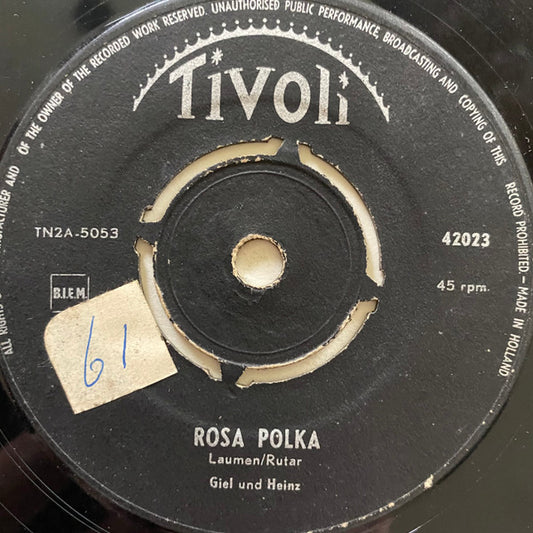 ALL RIGHTS
MANUFACTURER AND OF THE OWNER OF THE RECORDED WORK RESERVED. UNAUTHORISED PUBLIC PERFORMANCE, BROADCASTING AND COPYING OF THIS RECORD PROHIBITED. – MADE IN HOLLAND
Tivoli
TN2A-5053
42023
B.I.E.M.
45 rpm.
61
ROSA POLKA
Laumen/Rutar
Giel und Heinz